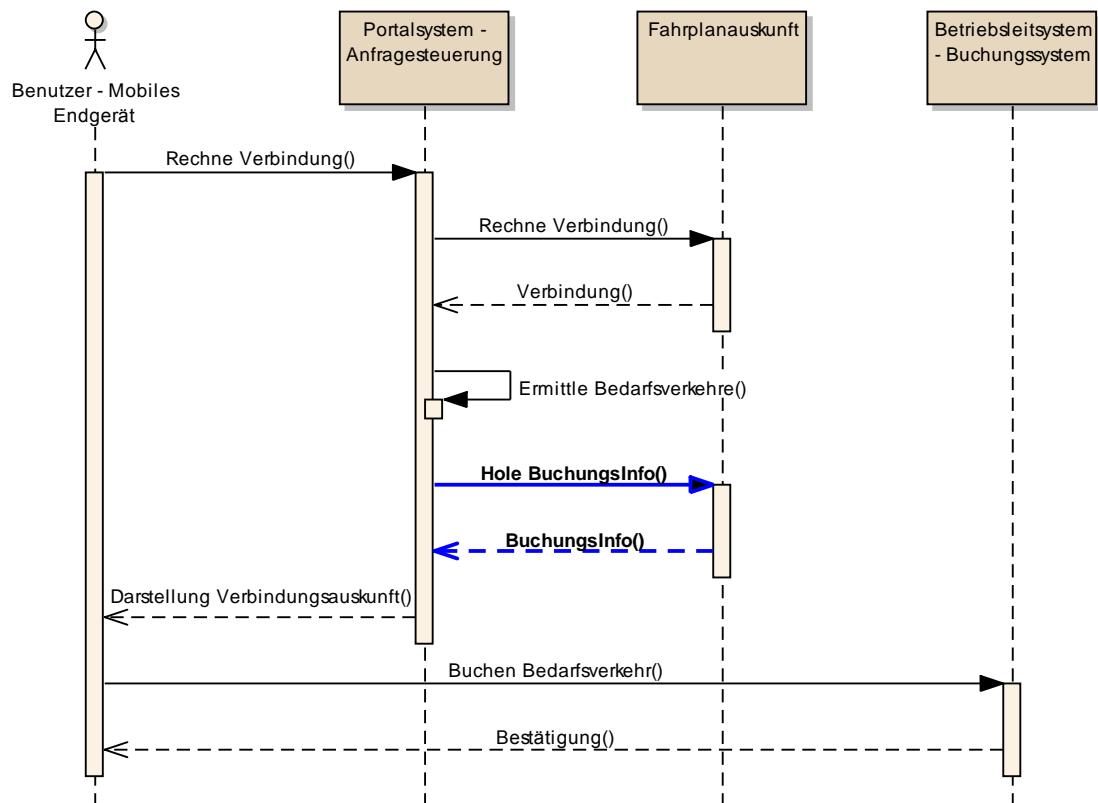 Benutzer - Mobiles
Endgerät
Portalsystem -
Anfragesteuerung
Fahrplanauskunft
Betriebsleitsystem
- Buchungssystem
Rechne Verbindung()
Rechne Verbindung()
Verbindung()
Ermittle Bedarfsverkehre()
Hole BuchungsInfo()
BuchungsInfo()
Darstellung Verbindungsauskunft()
Buchen Bedarfsverkehr()
Bestätigung()